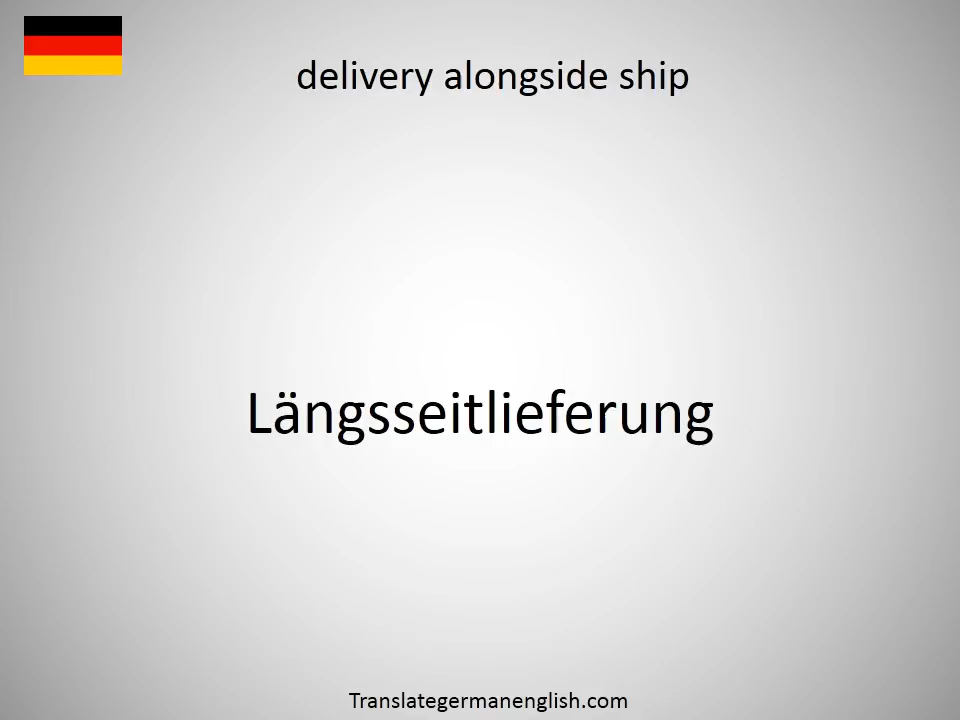 delivery alongside ship
Längsseitlieferung
Translategermanenglish.com